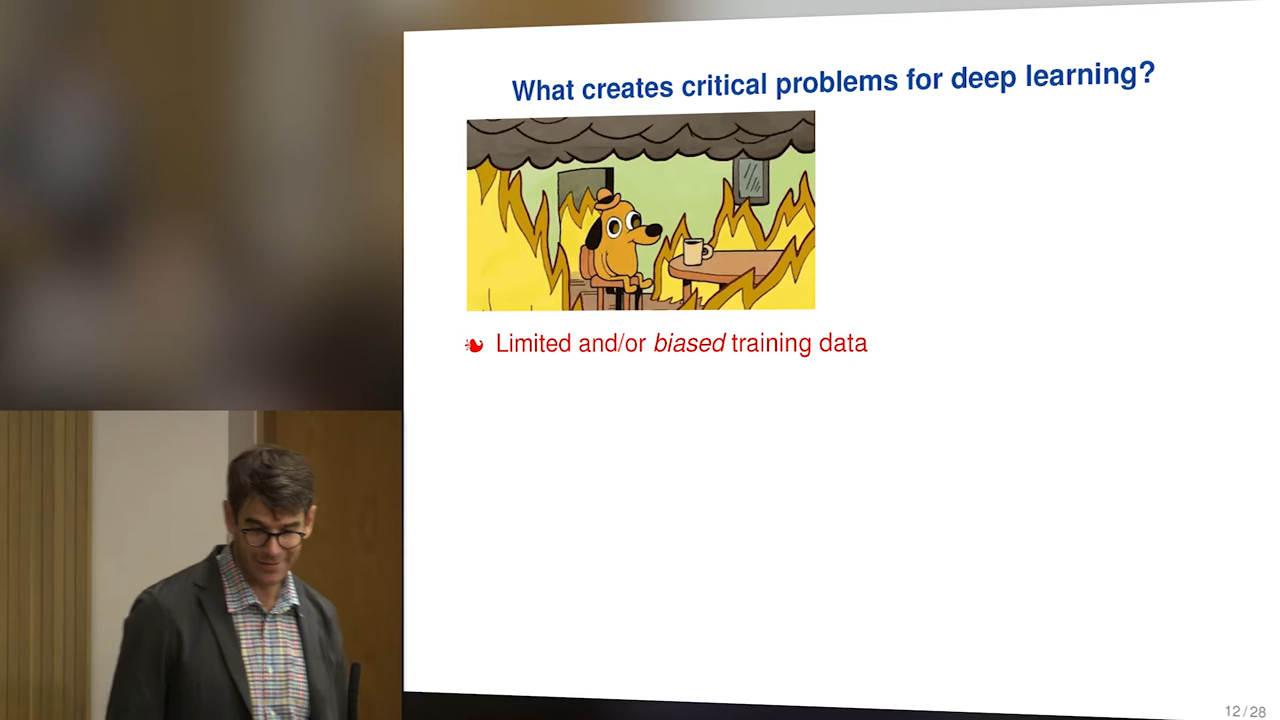 What creates critical problems for deep learning?
Limited and/or biased training data
12/28